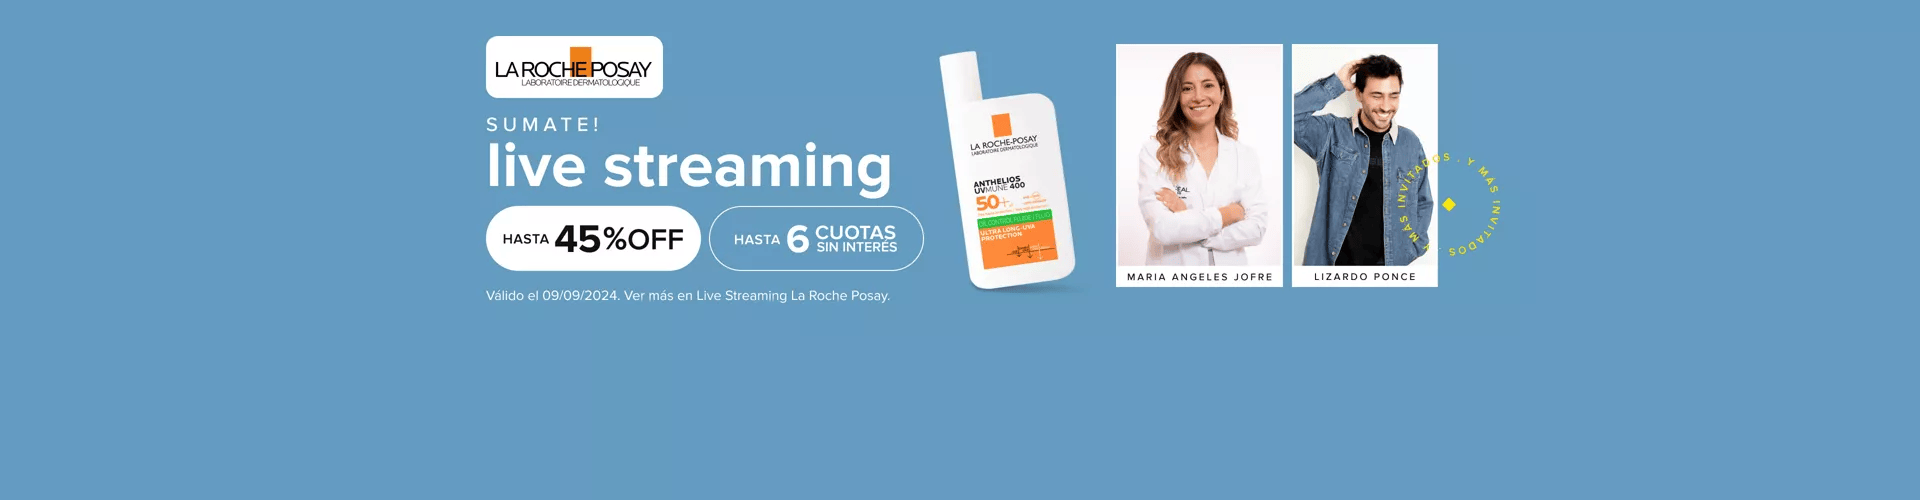 LA ROCHE POSAY
LABORATOIRE DERMATOLOGIQUE
SUMATE!
live streaming
HASTA 45%OFF
HASTA 6 CUOTAS SIN INTERÉS
Válido el 09/09/2024. Ver más en Live Streaming La Roche Posay.
LA ROCHE-POSAY
LABORATOIRE DERMATOLOGIQUE
ANTHELIOS
UVMUNE 400
50+
OIL CONTROL FLUIDE / FLUID
ULTRA LONG-UVA
PROTECTION
MARIA ANGELES JOFRE
LIZARDO PONCE
Y MÁS INVITADOS . Y MÁS INVITADOS .